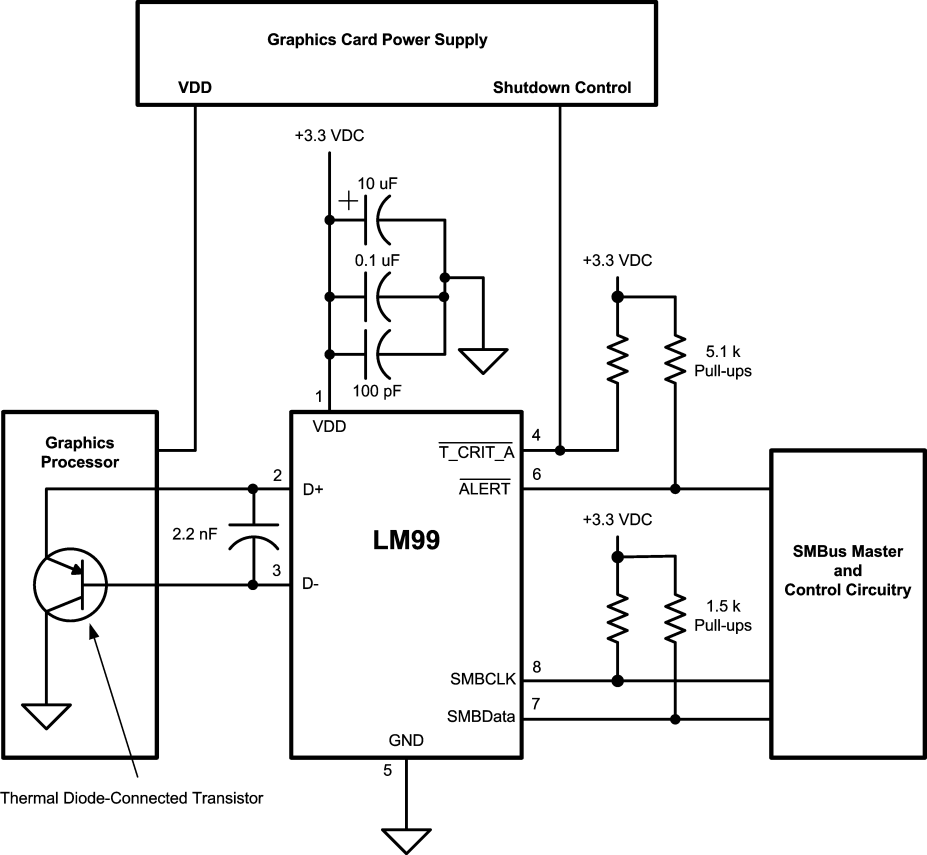 Graphics Card Power Supply
VDD
Shutdown Control
+3.3 VDC
10 uF
0.1 uF
100 pF
+3.3 VDC
5.1 k
Pull-ups
1
VDD
Graphics
Processor
4
T_CRIT_A
2
D+
6
ALERT
2.2 nF
LM99
+3.3 VDC
SMBus Master
and
Control Circuitry
3
D-
1.5 k
Pull-ups
8
SMBCLK
7
SMBData
GND
5
Thermal Diode-Connected Transistor